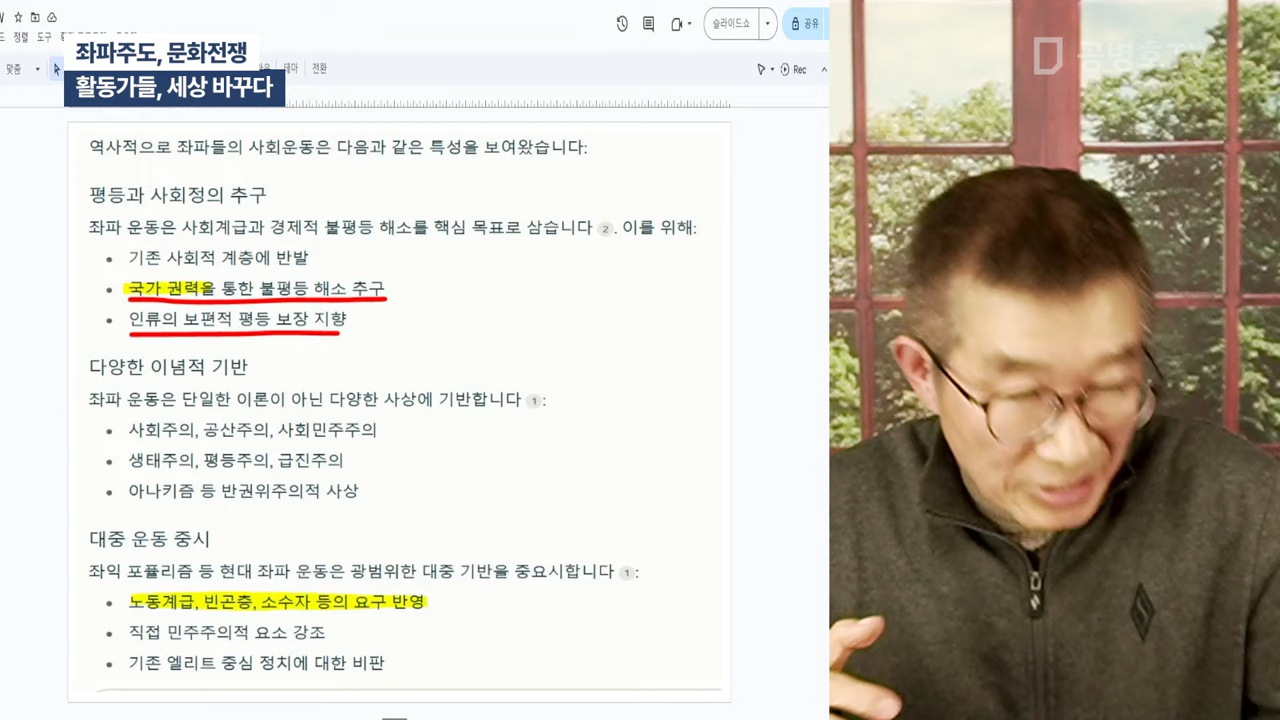 정렬 도구
슬라이드쇼
공유
좌파주도, 문화전쟁
활동가들, 세상 바꾸다
맞춤
테마
전환
Rec
공병호TV
역사적으로 좌파들의 사회운동은 다음과 같은 특성을 보여왔습니다:
평등과 사회정의 추구
좌파 운동은 사회계급과 경제적 불평등 해소를 핵심 목표로 삼습니다 2. 이를 위해:
• 기존 사회적 계층에 반발
• 국가 권력을 통한 불평등 해소 추구
• 인류의 보편적 평등 보장 지향
다양한 이념적 기반
좌파 운동은 단일한 이론이 아닌 다양한 사상에 기반합니다 1:
• 사회주의, 공산주의, 사회민주주의
• 생태주의, 평등주의, 급진주의
• 아나키즘 등 반권위주의적 사상
대중 운동 중시
좌익 포퓰리즘 등 현대 좌파 운동은 광범위한 대중 기반을 중요시합니다 1:
• 노동계급, 빈곤층, 소수자 등의 요구 반영
• 직접 민주주의적 요소 강조
• 기존 엘리트 중심 정치에 대한 비판